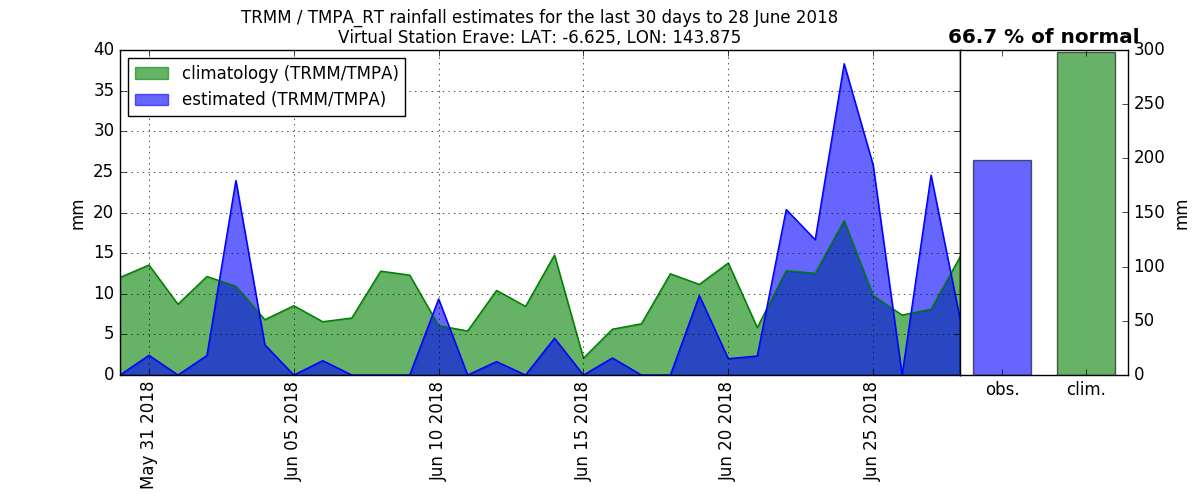 TRMM / TMPA_RT rainfall estimates for the last 30 days to 28 June 2018
Virtual Station Erave: LAT: -6.625, LON: 143.875
66.7 % of normal
climatology (TRMM/TMPA)
estimated (TRMM/TMPA)
mm
40
35
30
25
20
15
10
5
0
May 31 2018
Jun 05 2018
Jun 10 2018
Jun 15 2018
Jun 20 2018
Jun 25 2018
obs.
clim.
300
250
200
150
100
50
0
mm